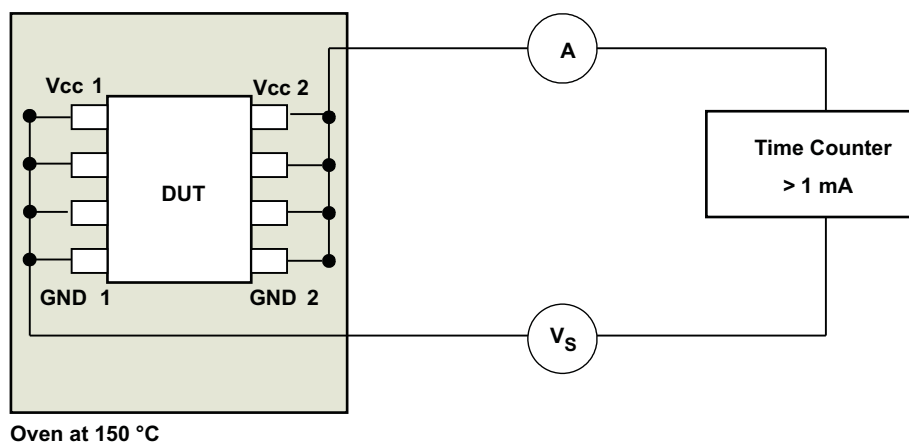 A
Vcc 1
Vcc 2
Time Counter
> 1 mA
DUT
GND 1
GND 2
VS
Oven at 150 °C